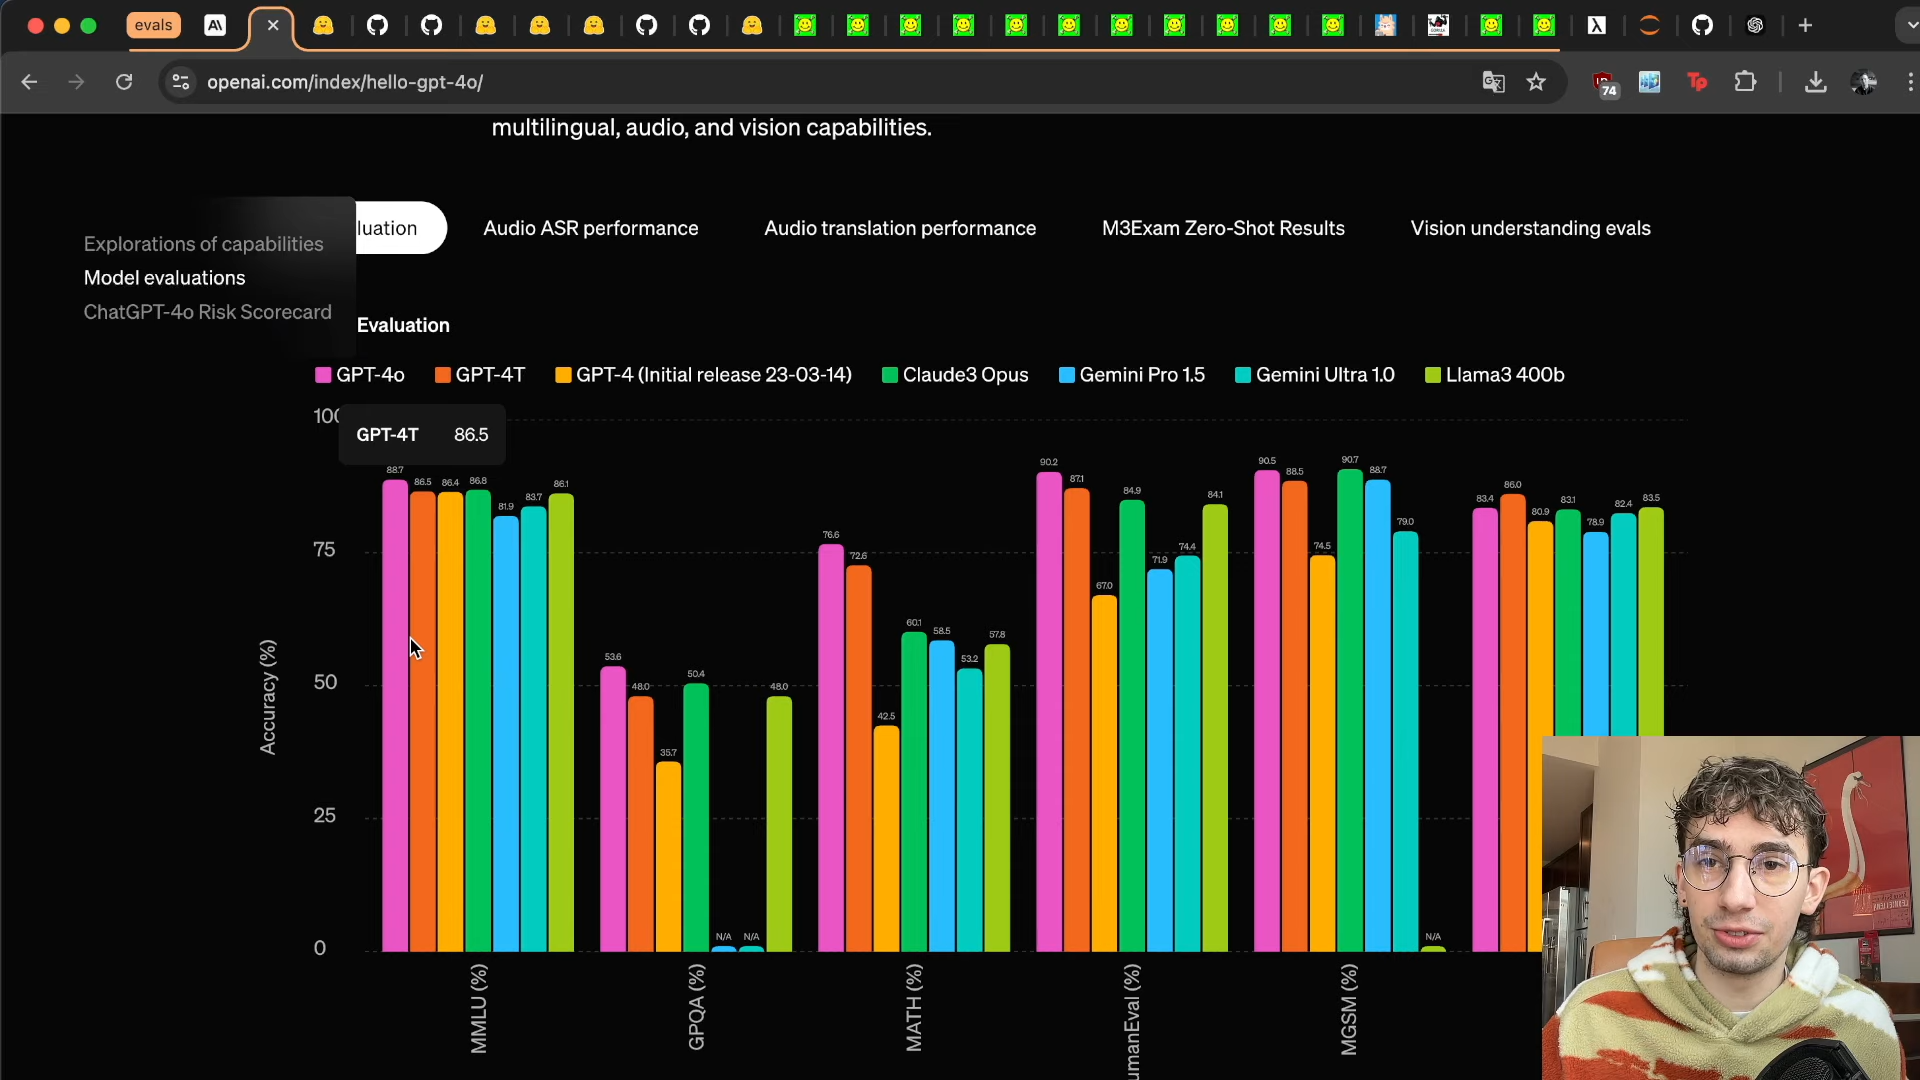 evals
openai.com/index/hello-gpt-4o/
74
Tp
multilingual, audio, and vision capabilities.
luation
Audio ASR performance
Audio translation performance
M3Exam Zero-Shot Results
Vision understanding evals
Explorations of capabilities
Model evaluations
ChatGPT-4o Risk Scorecard
Evaluation
GPT-4o
GPT-4T
GPT-4 (Initial release 23-03-14)
Claude3 Opus
Gemini Pro 1.5
Gemini Ultra 1.0
Llama3 400b
GPT-4T 86.5
Accuracy (%)
100
75
50
25
0
88.7
86.5
86.4
86.8
81.9
83.7
86.1
53.6
48.0
35.7
50.4
N/A
N/A
48.0
76.6
72.6
42.5
60.1
58.5
53.2
57.8
90.2
87.1
67.0
84.9
71.9
74.4
84.1
90.5
88.5
74.5
90.7
88.7
79.0
N/A
83.4
86.0
80.9
83.1
78.9
82.4
83.5
MMLU (%)
GPQA (%)
MATH (%)
umanEval (%)
MGSM (%)